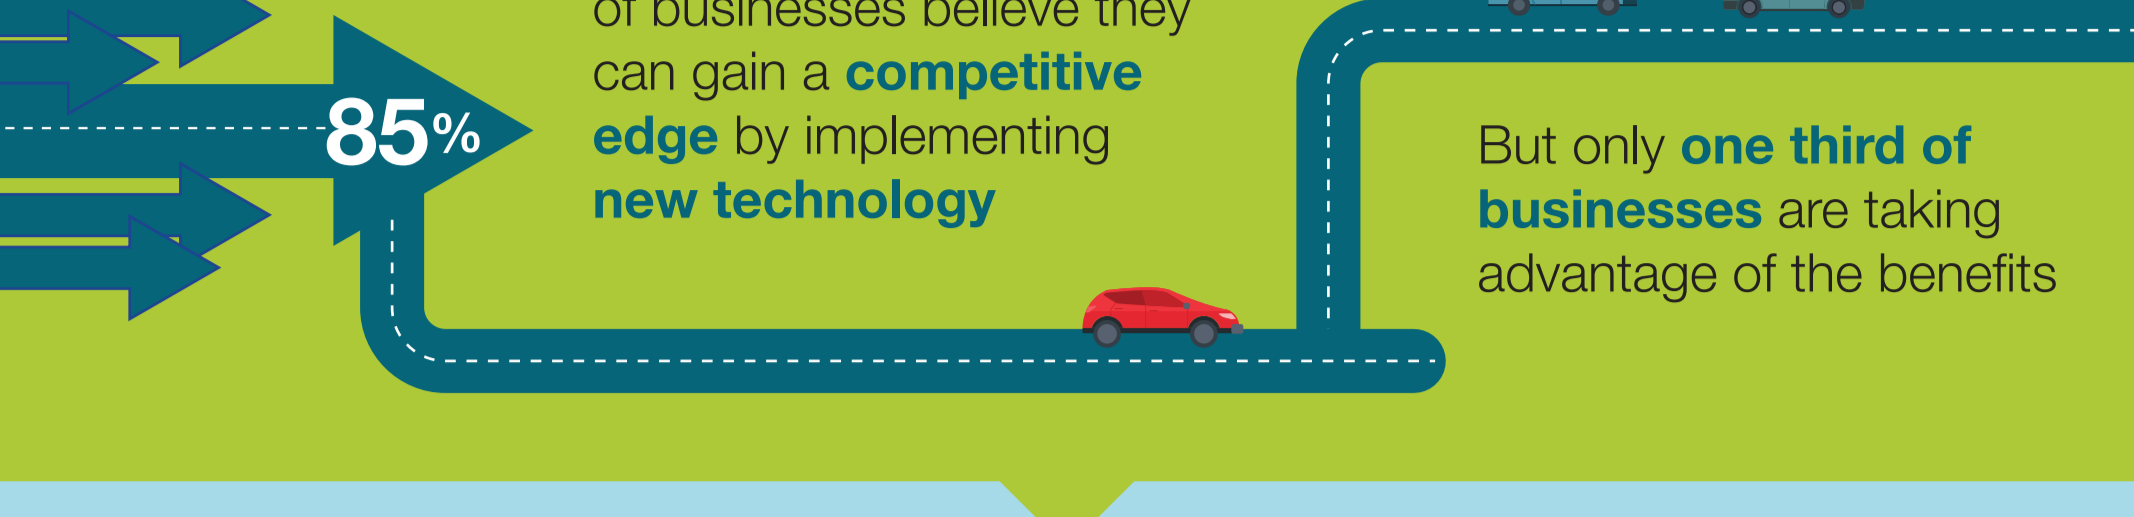 85%
of businesses believe they
can gain a competitive
edge by implementing
new technology
But only one third of
businesses are taking
advantage of the benefits